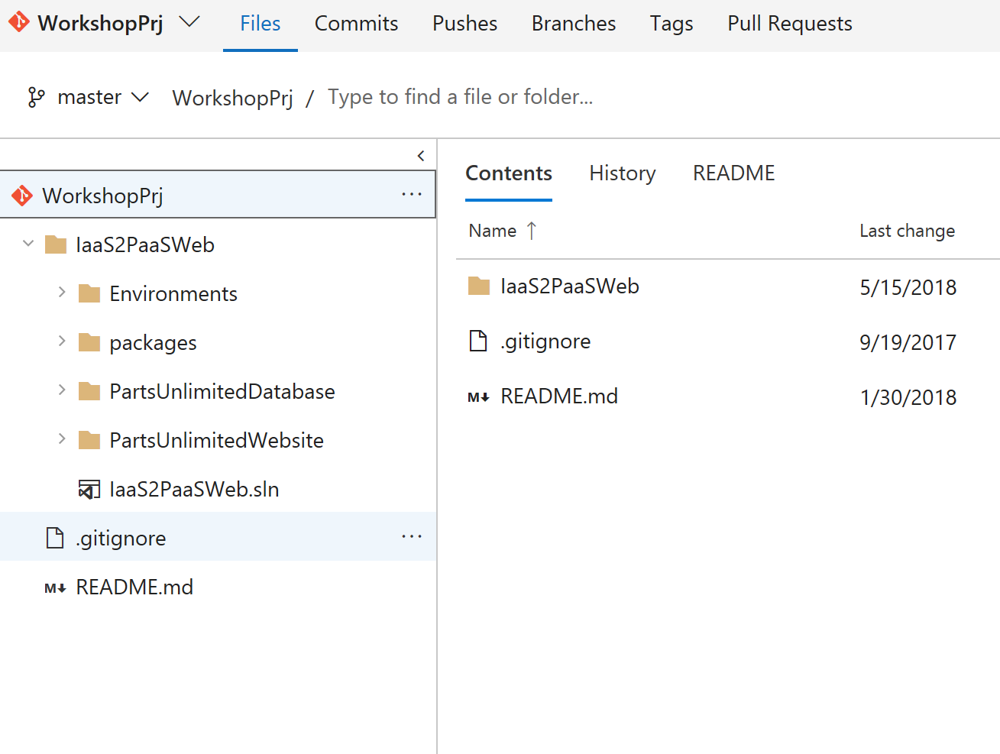 WorkshopPrj Files Commits Pushes Branches Tags Pull Requests
master WorkshopPrj / Type to find a file or folder...
WorkshopPrj ...
IaaS2PaaSWeb
Environments
packages
PartsUnlimitedDatabase
PartsUnlimitedWebsite
IaaS2PaaSWeb.sln
.gitignore ...
M README.md
Contents History README
Name Last change
IaaS2PaaSWeb 5/15/2018
.gitignore 9/19/2017
M README.md 1/30/2018